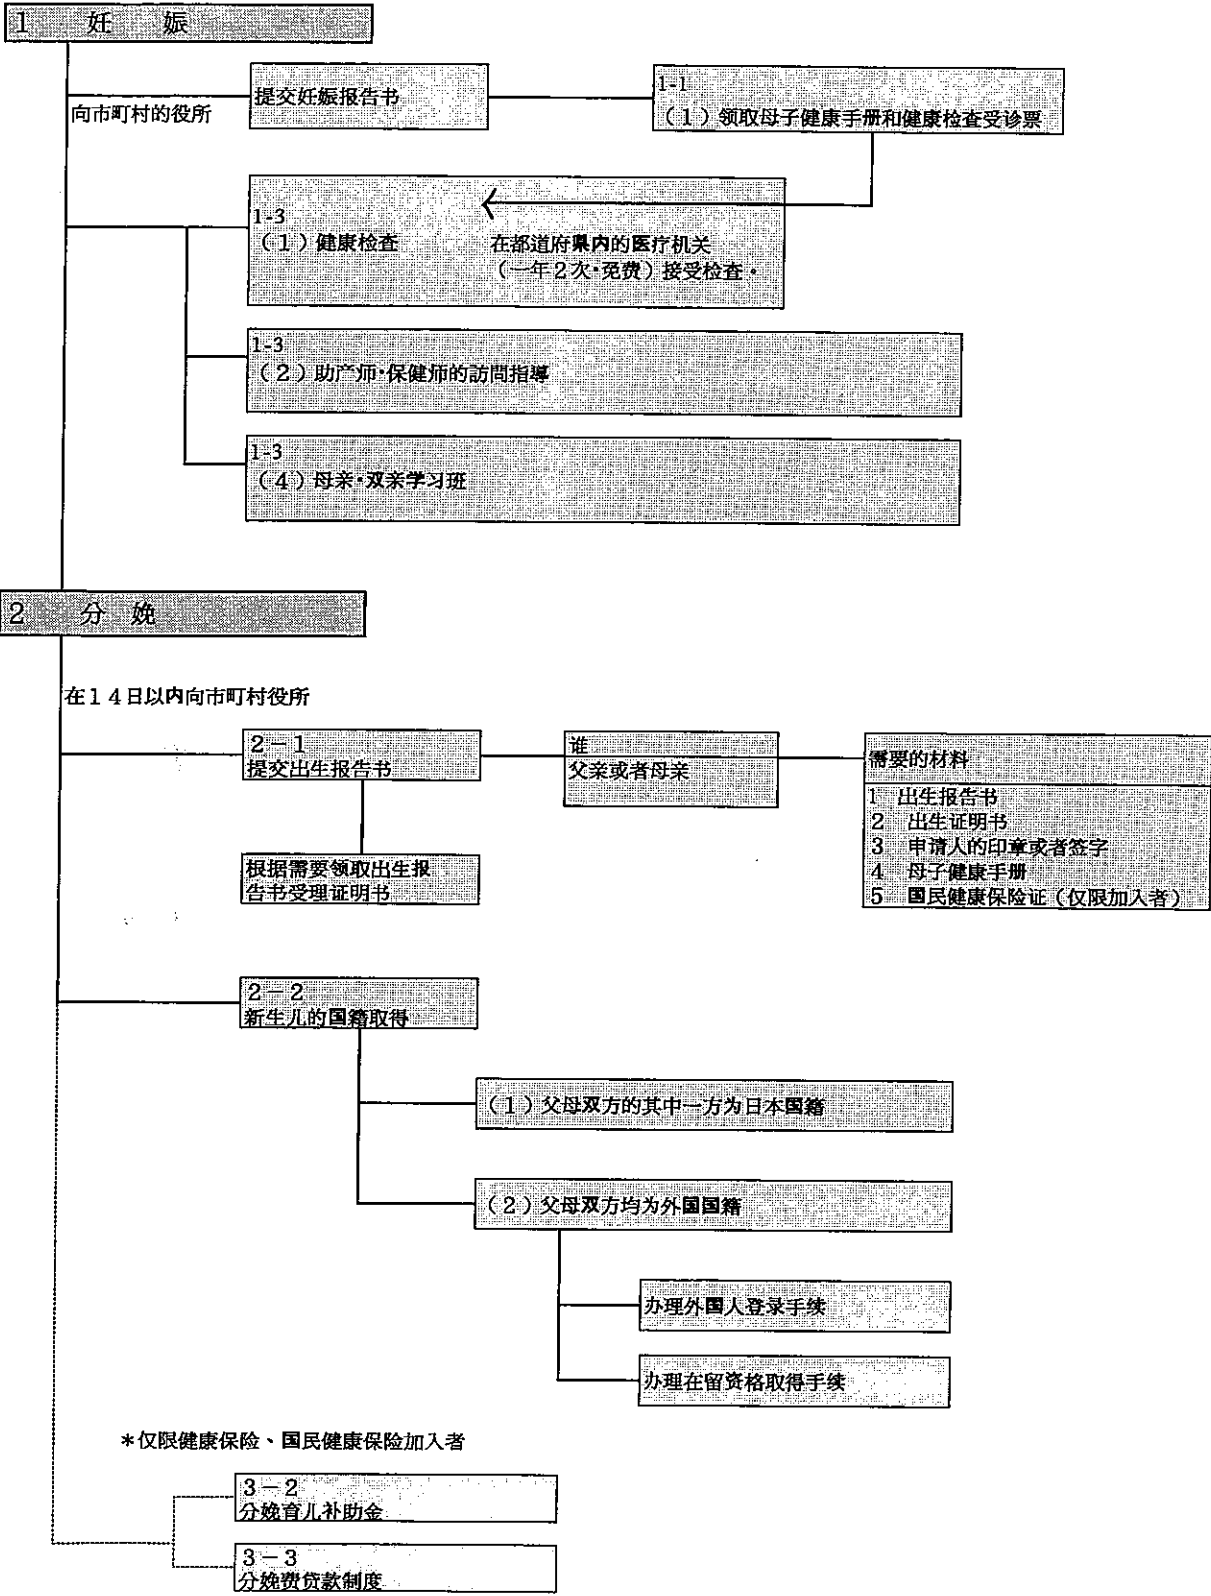 1 妊 娠
提交妊娠报告书
向市町村的役所
1-1
（1）领取母子健康手册和健康检查受诊票
1-3
（1）健康检查 在都道府県内的医疗机关
（一年2次·免费）接受检查。
1-3
（2）助产师·保健师的訪問指導
1-3
（4）母亲·双亲学习班
2 分 娩
在14日以内向市町村役所
2－1
提交出生报告书
谁
父亲或者母亲
需要的材料
1 出生报告书
2 出生证明书
3 申请人的印章或者签字
4 母子健康手册
5 国民健康保险证（仅限加入者）
根据需要领取出生报
告书受理证明书
2－2
新生儿的国籍取得
（1）父母双方的其中一方为日本国籍
（2）父母双方均为外国国籍
办理外国人登录手续
办理在留资格取得手续
＊仅限健康保险、国民健康保险加入者
3－2
分娩育儿补助金
3－3
分娩费贷款制度